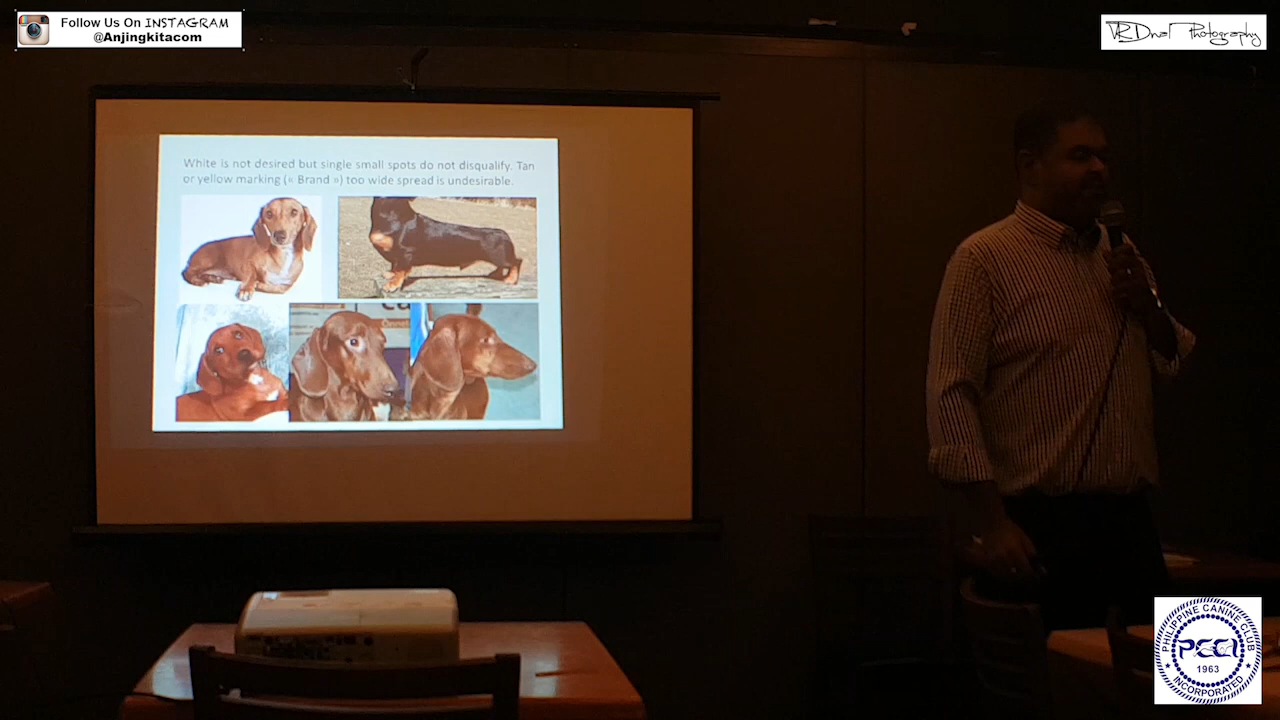 Follow Us On INSTAGRAM
@Anjingkitacom
VRDnal Photography
White is not desired but single small spots do not disqualify. Tan
or yellow marking (« Brand ») too wide spread is undesirable.
PHILIPPINE CANINE CLUB
PCCI
1963
INCORPORATED